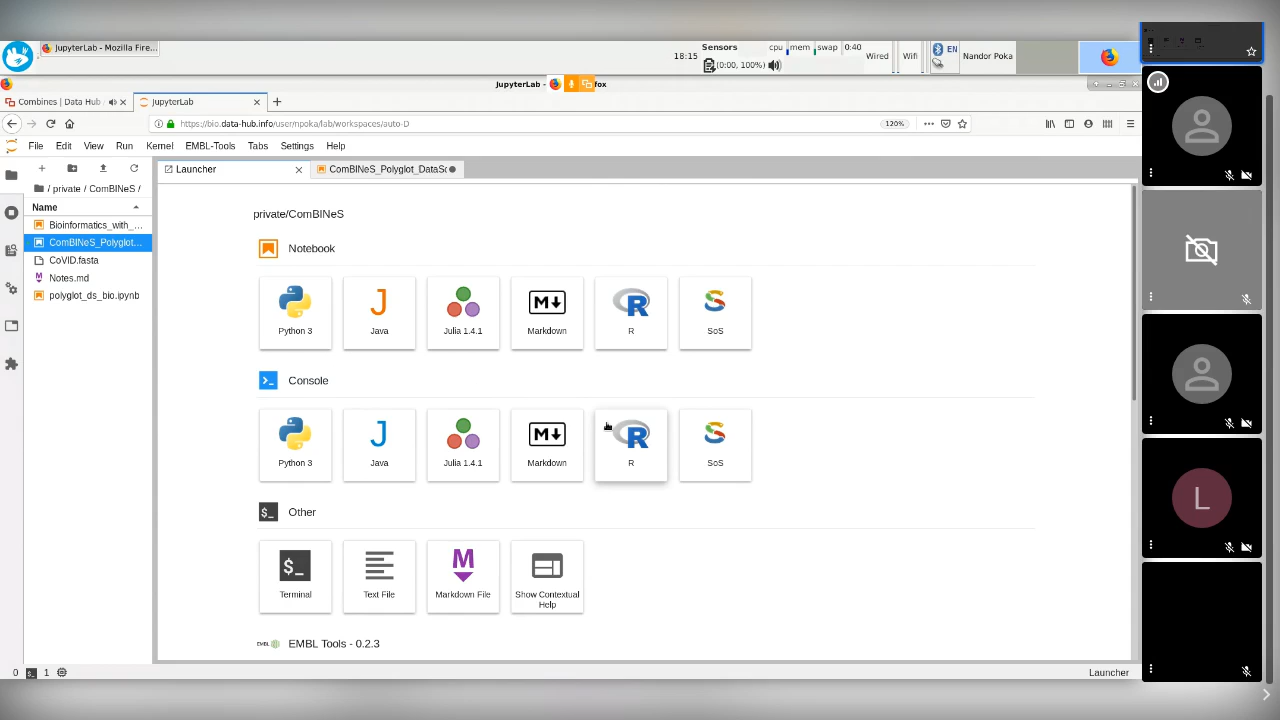 JupyterLab - Mozilla Fire...
18:15
Sensors
cpu mem swap 0:40
(0:00, 100%)
Wired
Wifi
EN
Nandor Poka
JupyterLab - fox
Combines | Data Hub
JupyterLab
https://bio.data-hub.info/user/npoka/lab/workspaces/auto-D
120%
File Edit View Run Kernel EMBL-Tools Tabs Settings Help
Launcher
ComBINeS_Polyglot_DataSc
/ private / ComBINeS /
Name
Bioinformatics_with_...
ComBINeS_Polyglot...
CoVID.fasta
Notes.md
polyglot_ds_bio.ipynb
private/ComBINeS
Notebook
Python 3
J
Java
Julia 1.4.1
M
Markdown
R
R
S
SoS
Console
>_
Python 3
J
Java
Julia 1.4.1
M
Markdown
R
R
S
SoS
$_
Other
$_
Terminal
Text File
M
Markdown File
Show Contextual
Help
EMBL
EMBL Tools - 0.2.3
0
1
Launcher
L